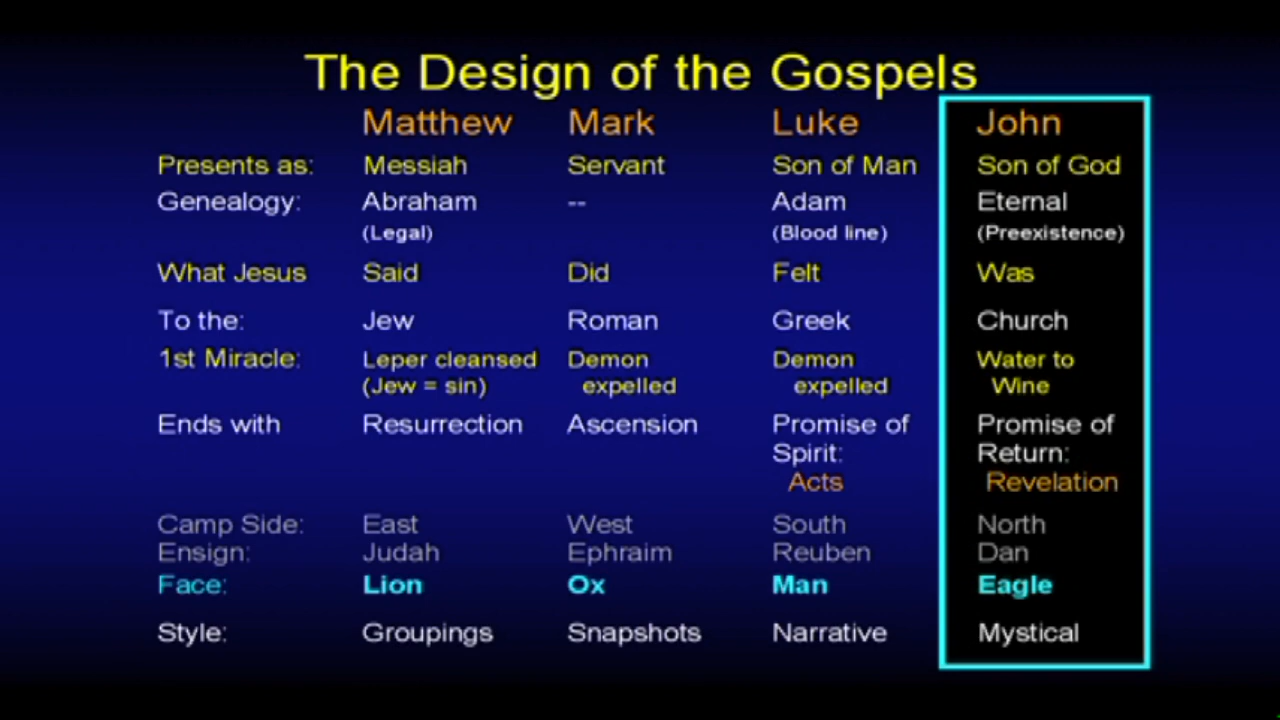 The Design of the Gospels
Matthew Mark Luke John
Presents as: Messiah Servant Son of Man Son of God
Genealogy: Abraham -- Adam Eternal
(Legal) (Blood line) (Preexistence)
What Jesus Said Did Felt Was
To the: Jew Roman Greek Church
1st Miracle: Leper cleansed Demon Demon Water to
(Jew = sin) expelled expelled Wine
Ends with Resurrection Ascension Promise of Promise of
Spirit: Return:
Acts Revelation
Camp Side: East West South North
Ensign: Judah Ephraim Reuben Dan
Face: Lion Ox Man Eagle
Style: Groupings Snapshots Narrative Mystical